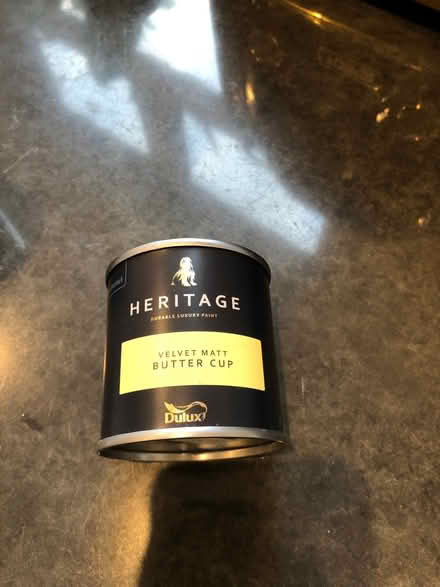 HERITAGE
DURABLE LUXURY PAINT
VELVET MATT
BUTTER CUP
Dulux